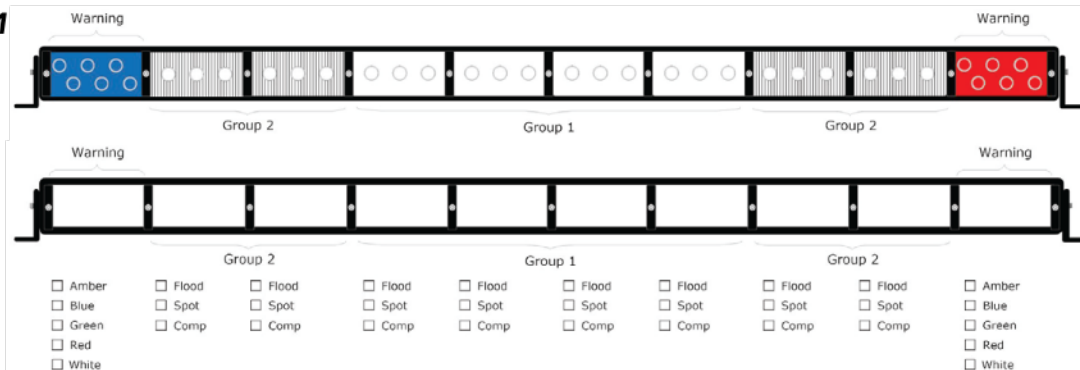 1
Warning Warning
Group 2 Group 1 Group 2
Warning Warning
Group 2 Group 1 Group 2
Amber Flood Flood Flood Flood Flood Flood Flood Flood Amber
Blue Spot Spot Spot Spot Spot Spot Spot Spot Blue
Green Comp Comp Comp Comp Comp Comp Comp Comp Green
Red Red
White White